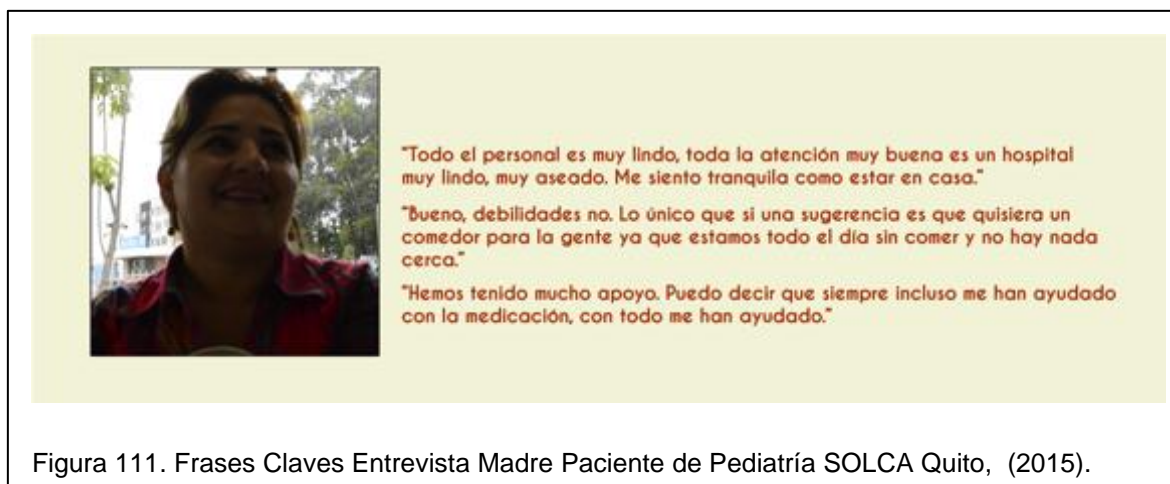 "Todo el personal es muy lindo, toda la atención muy buena es un hospital
muy lindo, muy aseado. Me siento tranquila como estar en casa."
"Bueno, debilidades no. Lo único que si una sugerencia es que quisiera un
comedor para la gente ya que estamos todo el día sin comer y no hay nada
cerca."
"Hemos tenido mucho apoyo. Puedo decir que siempre incluso me han ayudado
con la medicación, con todo me han ayudado."
Figura 111. Frases Claves Entrevista Madre Paciente de Pediatría SOLCA Quito, (2015).